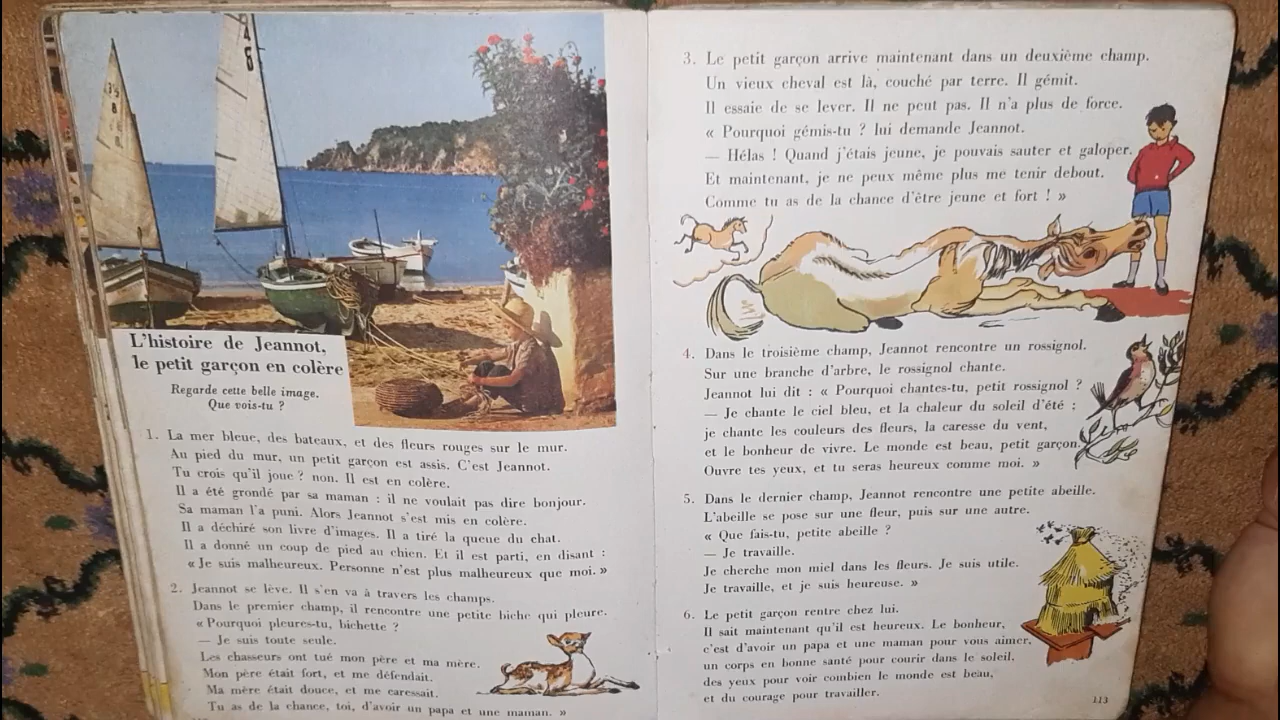 L'histoire de Jeannot,
le petit garçon en colère
Regarde cette belle image.
Que vois-tu ?
1. La mer bleue, des bateaux, et des fleurs rouges sur le mur.
Au pied du mur, un petit garçon est assis. C'est Jeannot.
Tu crois qu'il joue ? non. Il est en colère.
Il a été grondé par sa maman : il ne voulait pas dire bonjour.
Sa maman l'a puni. Alors Jeannot s'est mis en colère.
Il a déchiré son livre d'images. Il a tiré la queue du chat.
Il a donné un coup de pied au chien. Et il est parti, en disant :
« Je suis malheureux. Personne n'est plus malheureux que moi. »
2. Jeannot se lève. Il s'en va à travers les champs.
Dans le premier champ, il rencontre une petite biche qui pleure.
« Pourquoi pleures-tu, bichette ?
— Je suis toute seule.
Les chasseurs ont tué mon père et ma mère.
Mon père était fort, et me défendait.
Ma mère était douce, et me caressait.
Tu as de la chance, toi, d'avoir un papa et une maman. »
3. Le petit garçon arrive maintenant dans un deuxième champ.
Un vieux cheval est là, couché par terre. Il gémit.
Il essaie de se lever. Il ne peut pas. Il n'a plus de force.
« Pourquoi gémis-tu ? lui demande Jeannot.
— Hélas ! Quand j'étais jeune, je pouvais sauter et galoper.
Et maintenant, je ne peux même plus me tenir debout.
Comme tu as de la chance d'être jeune et fort ! »
4. Dans le troisième champ, Jeannot rencontre un rossignol.
Sur une branche d'arbre, le rossignol chante.
Jeannot lui dit : « Pourquoi chantes-tu, petit rossignol ?
— Je chante le ciel bleu, et la chaleur du soleil d'été ;
je chante les couleurs des fleurs, la caresse du vent,
et le bonheur de vivre. Le monde est beau, petit garçon.
Ouvre tes yeux, et tu seras heureux comme moi. »
5. Dans le dernier champ, Jeannot rencontre une petite abeille.
L'abeille se pose sur une fleur, puis sur une autre.
« Que fais-tu, petite abeille ?
— Je travaille.
Je cherche mon miel dans les fleurs. Je suis utile.
Je travaille, et je suis heureuse. »
6. Le petit garçon rentre chez lui.
Il sait maintenant qu'il est heureux. Le bonheur,
c'est d'avoir un papa et une maman pour vous aimer,
un corps en bonne santé pour courir dans le soleil,
des yeux pour voir combien le monde est beau,
et du courage pour travailler.
113